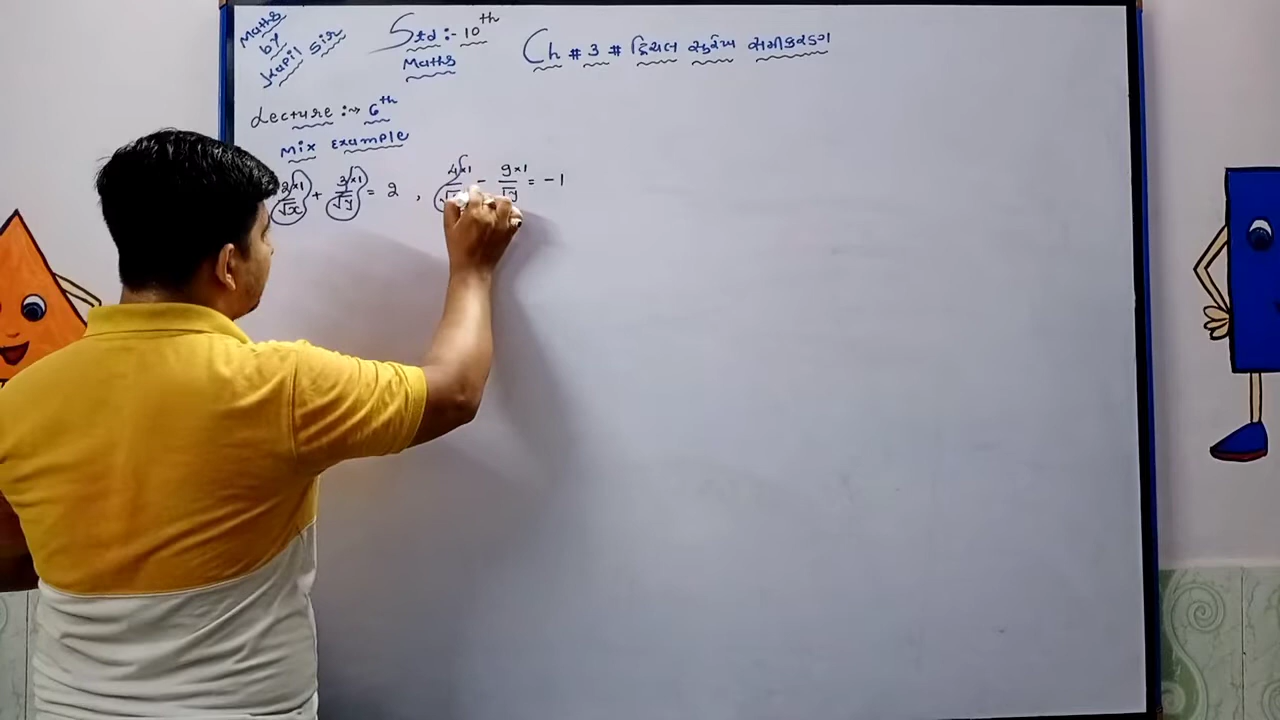 Maths
by
Kapil Sir
Std :- 10th
Maths
Ch # 3 # દ્વિચલ સુરેખ સમીકરણ
Lecture :→ 6th
Mix Example
2×1/√x + 3×1/√y = 2 , 4×1/√x - 9×1/√y = -1